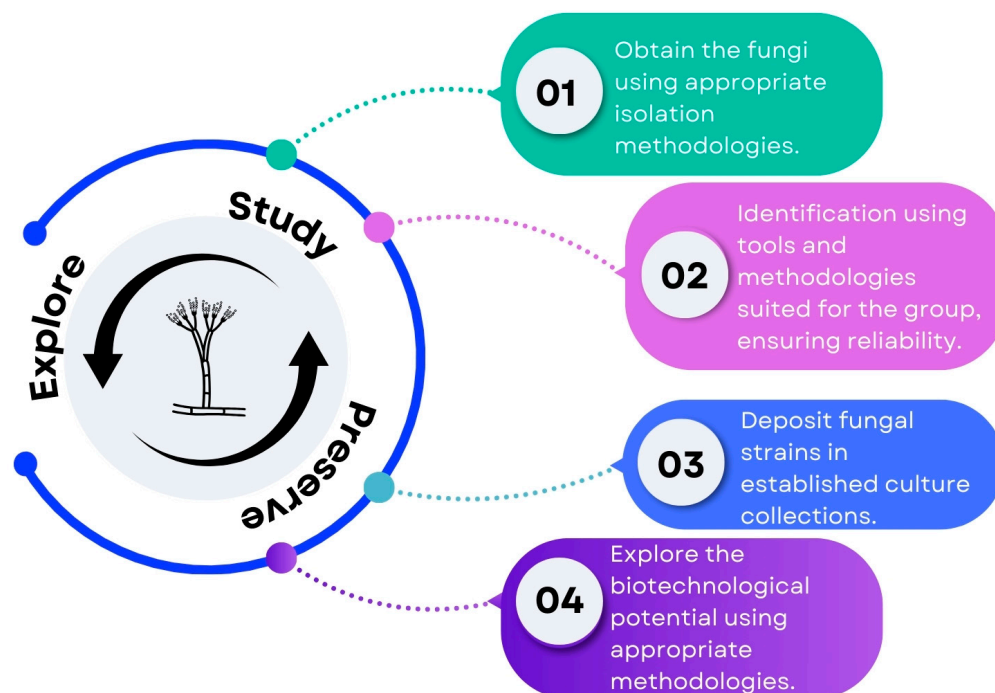 Explore
Study
Preserve
01
Obtain the fungi
using appropriate
isolation
methodologies.
02
Identification using
tools and
methodologies
suited for the group,
ensuring reliability.
03
Deposit fungal
strains in
established culture
collections.
04
Explore the
biotechnological
potential using
appropriate
methodologies.